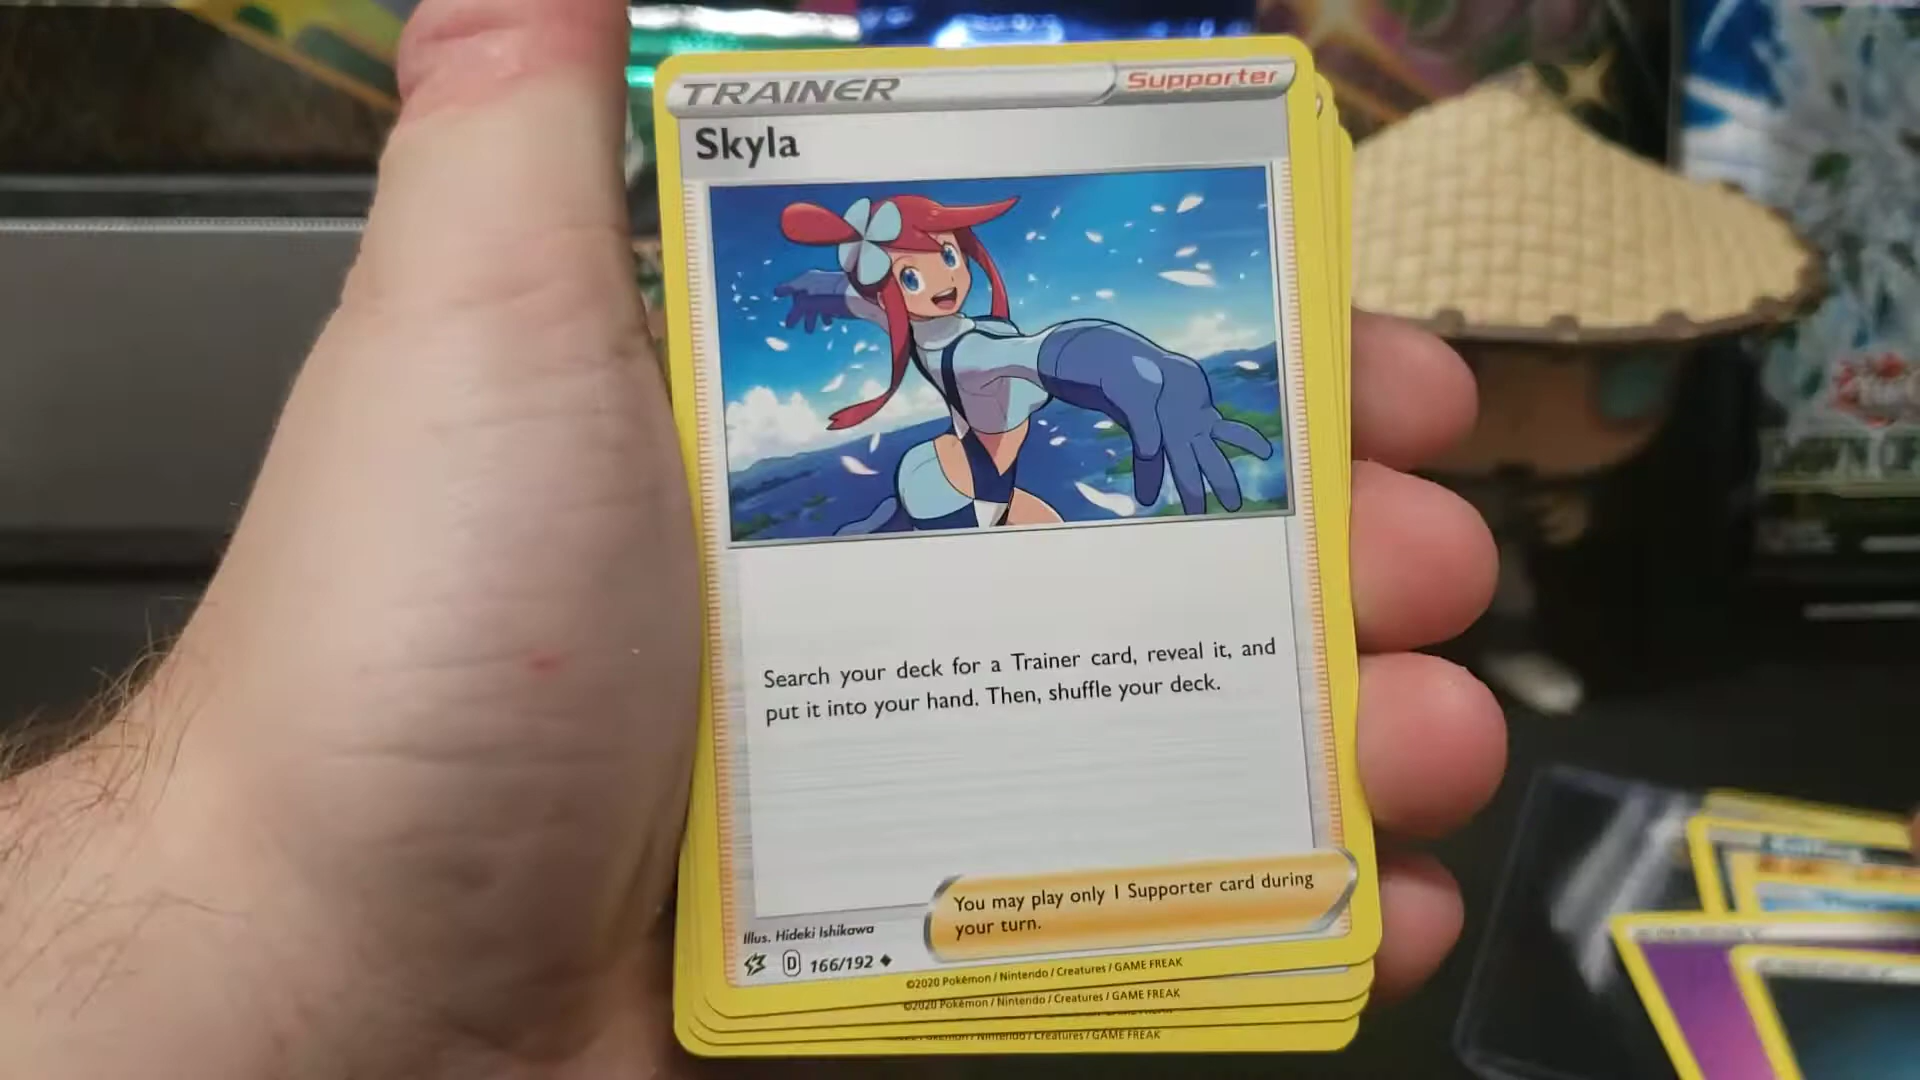 TRAINER
Supporter
Skyla
Search your deck for a Trainer card, reveal it, and
put it into your hand. Then, shuffle your deck.
You may play only 1 Supporter card during
your turn.
Illus. Hideki Ishikawa
D 166/192
©2020 Pokémon / Nintendo / Creatures / GAME FREAK
©2020 Pokémon / Nintendo / Creatures / GAME FREAK
Pokémon / Nintendo / Creatures / GAME FREAK